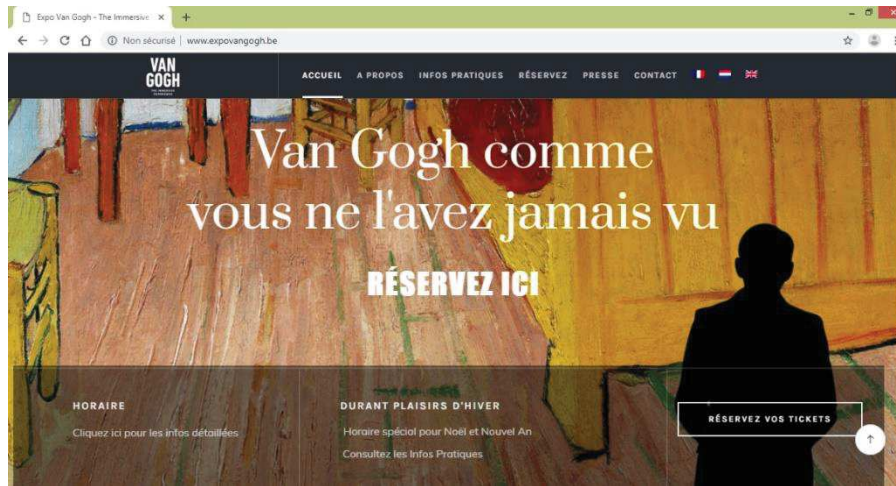 Expo Van Gogh - The Immersive
Non sécurisé | www.expovangogh.be
VAN
GOGH
ACCUEIL A PROPOS INFOS PRATIQUES RÉSERVEZ PRESSE CONTACT
Van Gogh comme
vous ne l'avez jamais vu
RÉSERVEZ ICI
HORAIRE
Cliquez ici pour les infos détaillées
DURANT PLAISIRS D'HIVER
Horaire spécial pour Noël et Nouvel An
Consultez les Infos Pratiques
RÉSERVEZ VOS TICKETS